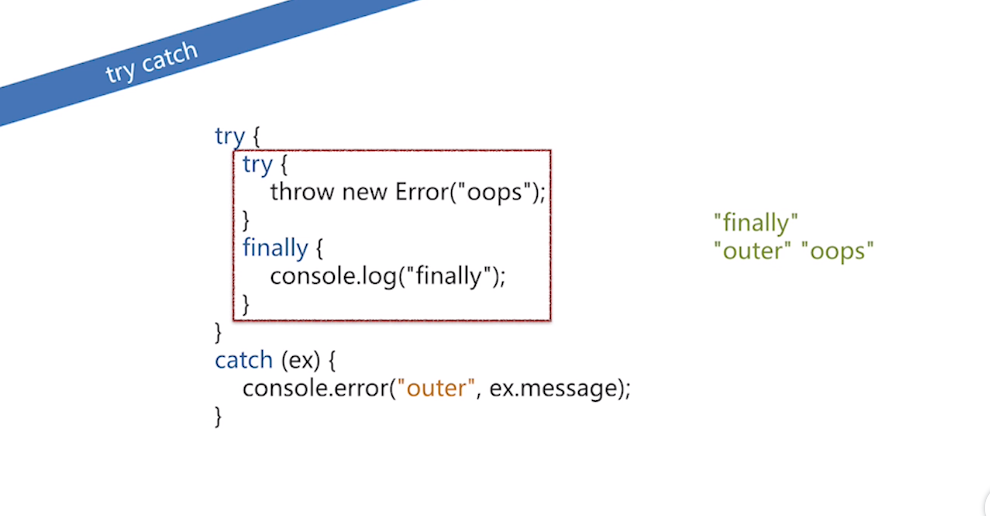 try catch
try {
try {
throw new Error("oops");
}
finally {
console.log("finally");
}
}
catch (ex) {
console.error("outer", ex.message);
}
"finally"
"outer" "oops"